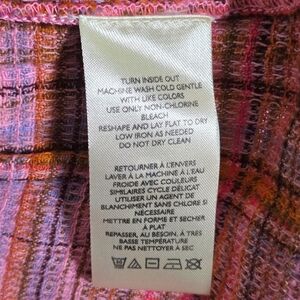 TURN INSIDE OUT
MACHINE WASH COLD GENTLE
WITH LIKE COLORS
USE ONLY NON-CHLORINE
BLEACH
RESHAPE AND LAY FLAT TO DRY
LOW IRON AS NEEDED
DO NOT DRY CLEAN
RETOURNER À L'ENVERS
LAVER À LA MACHINE À L'EAU
FROIDE AVEC COULEURS
SIMILAIRES CYCLE DELICAT
UTILISER UN AGENT DE
BLANCHIMENT SANS CHLORE SI
NÉCESSAIRE
METTRE EN FORME ET SECHER
À PLAT
REPASSER, AU BESOIN, À TRÈS
BASSE TEMPÉRATURE
NE PAS NETTOYER À SEC